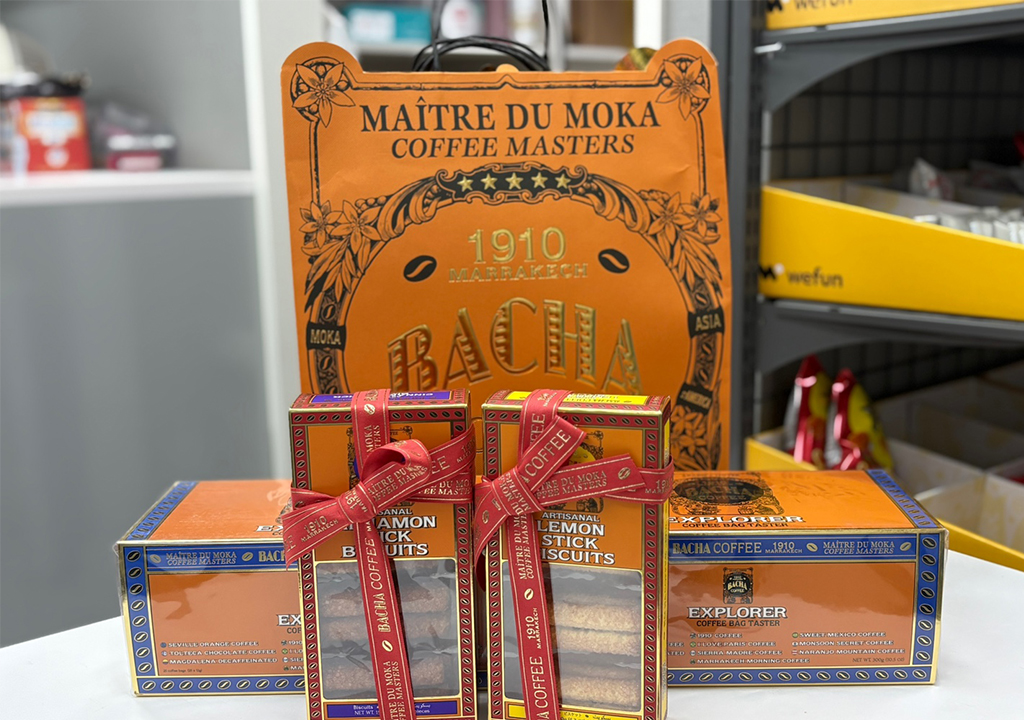 wefun
MAÎTRE DU MOKA
COFFEE MASTERS
1910
MARRAKECH
BACHA
MOKA
ASIA
wefun
1910
MARRAKECH
BACHA COFFEE
MAÎTRE DU MOKA
COFFEE MASTERS
STICK
BISCUITS
Biscuits
ARTISANAL
LEMON
STICK
BISCUITS
MAÎTRE DU MOKA
COFFEE MASTERS
1910
MARRAKECH
COFFEE
MAÎTRE DU MOKA
COFFEE MASTERS
SEVILLE ORANGE COFFEE
TOLTECA CHOCOLATE COFFEE
MAGDALENA DECAFFEINATED
BACHA
EXPLORER
COFFEE BAG TASTER
BACHA COFFEE
1910
MARRAKECH
MAÎTRE DU MOKA
COFFEE MASTERS
BACHA
COFFEE
EXPLORER
COFFEE BAG TASTER
1910 COFFEE
I LOVE PARIS COFFEE
SIERRA MADRE COFFEE
MARRAKECH MORNING COFFEE
SWEET MEXICO COFFEE
MONSOON SECRET COFFEE
NARANJO MOUNTAIN COFFEE